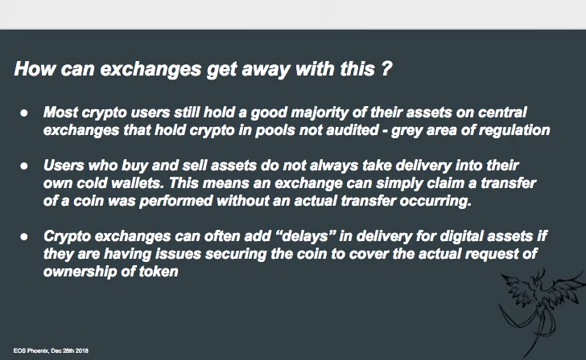 How can exchanges get away with this ?
● Most crypto users still hold a good majority of their assets on central
exchanges that hold crypto in pools not audited - grey area of regulation
● Users who buy and sell assets do not always take delivery into their
own cold wallets. This means an exchange can simply claim a transfer
of a coin was performed without an actual transfer occurring.
● Crypto exchanges can often add “delays” in delivery for digital assets if
they are having issues securing the coin to cover the actual request of
ownership of token
EOS Phoenix, Dec 28th 2018